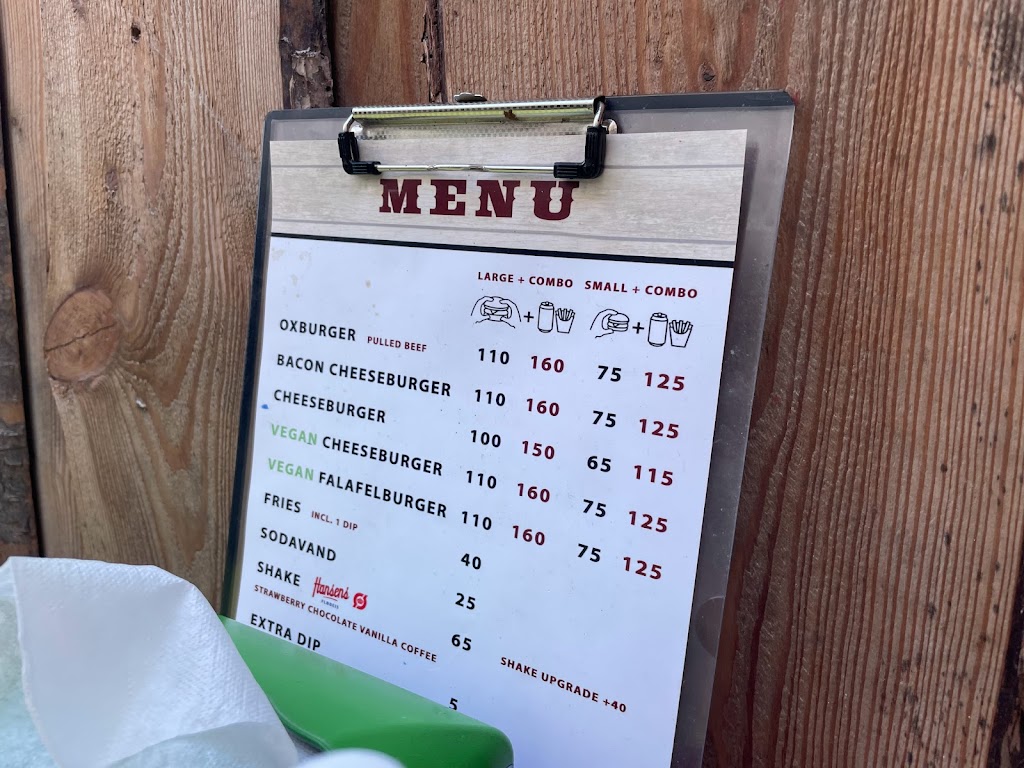 MENU
LARGE + COMBO SMALL + COMBO
+ +
OXBURGER PULLED BEEF 110 160 75 125
BACON CHEESEBURGER 110 160 75 125
CHEESEBURGER 100 150 65 115
VEGAN CHEESEBURGER 110 160 75 125
VEGAN FALAFELBURGER 110 160 75 125
FRIES INCL. 1 DIP 40
SODAVAND 25
SHAKE Hansens 65
STRAWBERRY CHOCOLATE VANILLA COFFEE SHAKE UPGRADE +40
EXTRA DIP 5